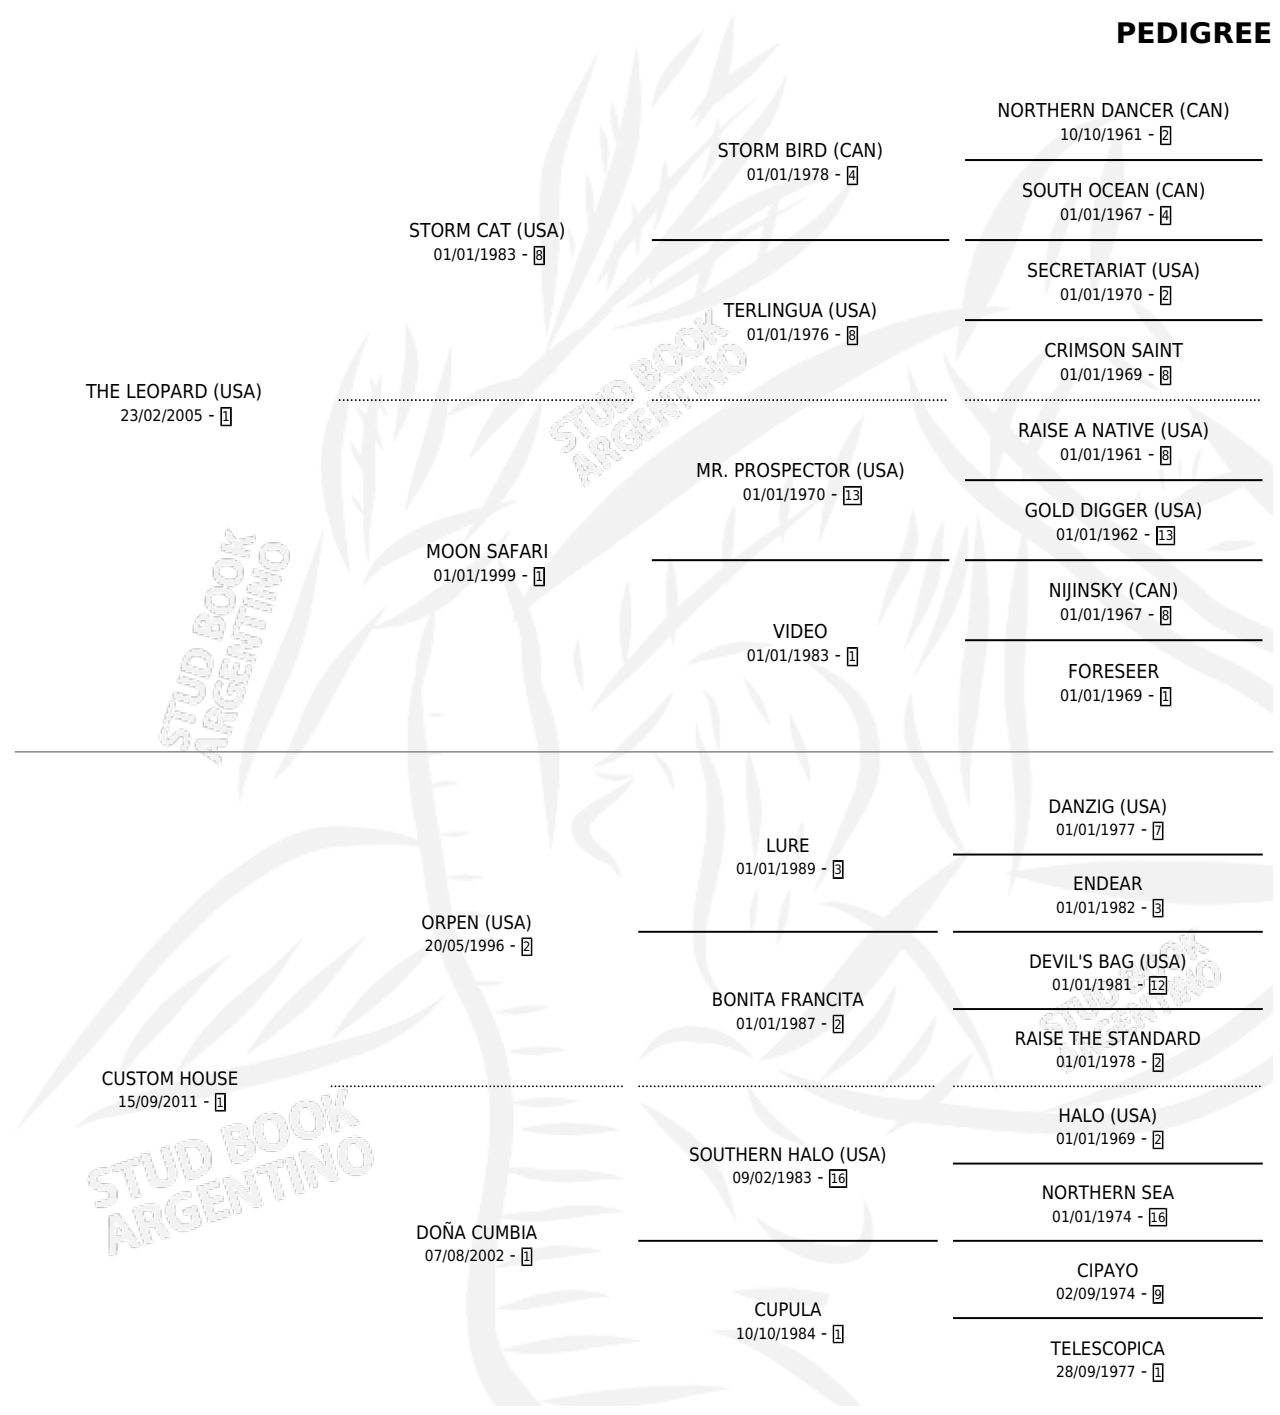 PEDIGREE
NORTHERN DANCER (CAN)
10/10/1961 - 2
STORM BIRD (CAN)
01/01/1978 - 4
SOUTH OCEAN (CAN)
01/01/1967 - 4
STORM CAT (USA)
01/01/1983 - 8
SECRETARIAT (USA)
01/01/1970 - 2
TERLINGUA (USA)
01/01/1976 - 8
CRIMSON SAINT
01/01/1969 - 8
THE LEOPARD (USA)
23/02/2005 - 1
STUD BOOK
ARGENTINO
RAISE A NATIVE (USA)
01/01/1961 - 8
MR. PROSPECTOR (USA)
01/01/1970 - 13
GOLD DIGGER (USA)
01/01/1962 - 13
MOON SAFARI
01/01/1999 - 1
NIJINSKY (CAN)
01/01/1967 - 8
VIDEO
01/01/1983 - 1
FORESEER
01/01/1969 - 1
STUD BOOK
ARGENTINO
DANZIG (USA)
01/01/1977 - 7
LURE
01/01/1989 - 3
ENDEAR
01/01/1982 - 3
ORPEN (USA)
20/05/1996 - 2
DEVIL'S BAG (USA)
01/01/1981 - 12
BONITA FRANCITA
01/01/1987 - 2
STUD BOOK
ARGENTINO
RAISE THE STANDARD
01/01/1978 - 2
CUSTOM HOUSE
15/09/2011 - 1
HALO (USA)
01/01/1969 - 2
SOUTHERN HALO (USA)
09/02/1983 - 16
STUD BOOK
ARGENTINO
NORTHERN SEA
01/01/1974 - 16
DOÑA CUMBIA
07/08/2002 - 1
CIPAYO
02/09/1974 - 9
CUPULA
10/10/1984 - 1
TELESCOPICA
28/09/1977 - 1